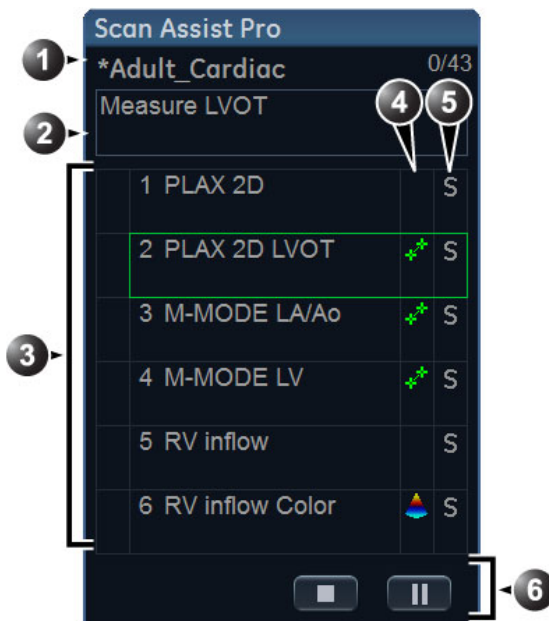 Scan Assist Pro
1 *Adult_Cardiac 0/43
4 5
2 Measure LVOT
1 PLAX 2D S
2 PLAX 2D LVOT S
3 M-MODE LA/Ao S
3
4 M-MODE LV S
5 RV inflow S
6 RV inflow Color S
6